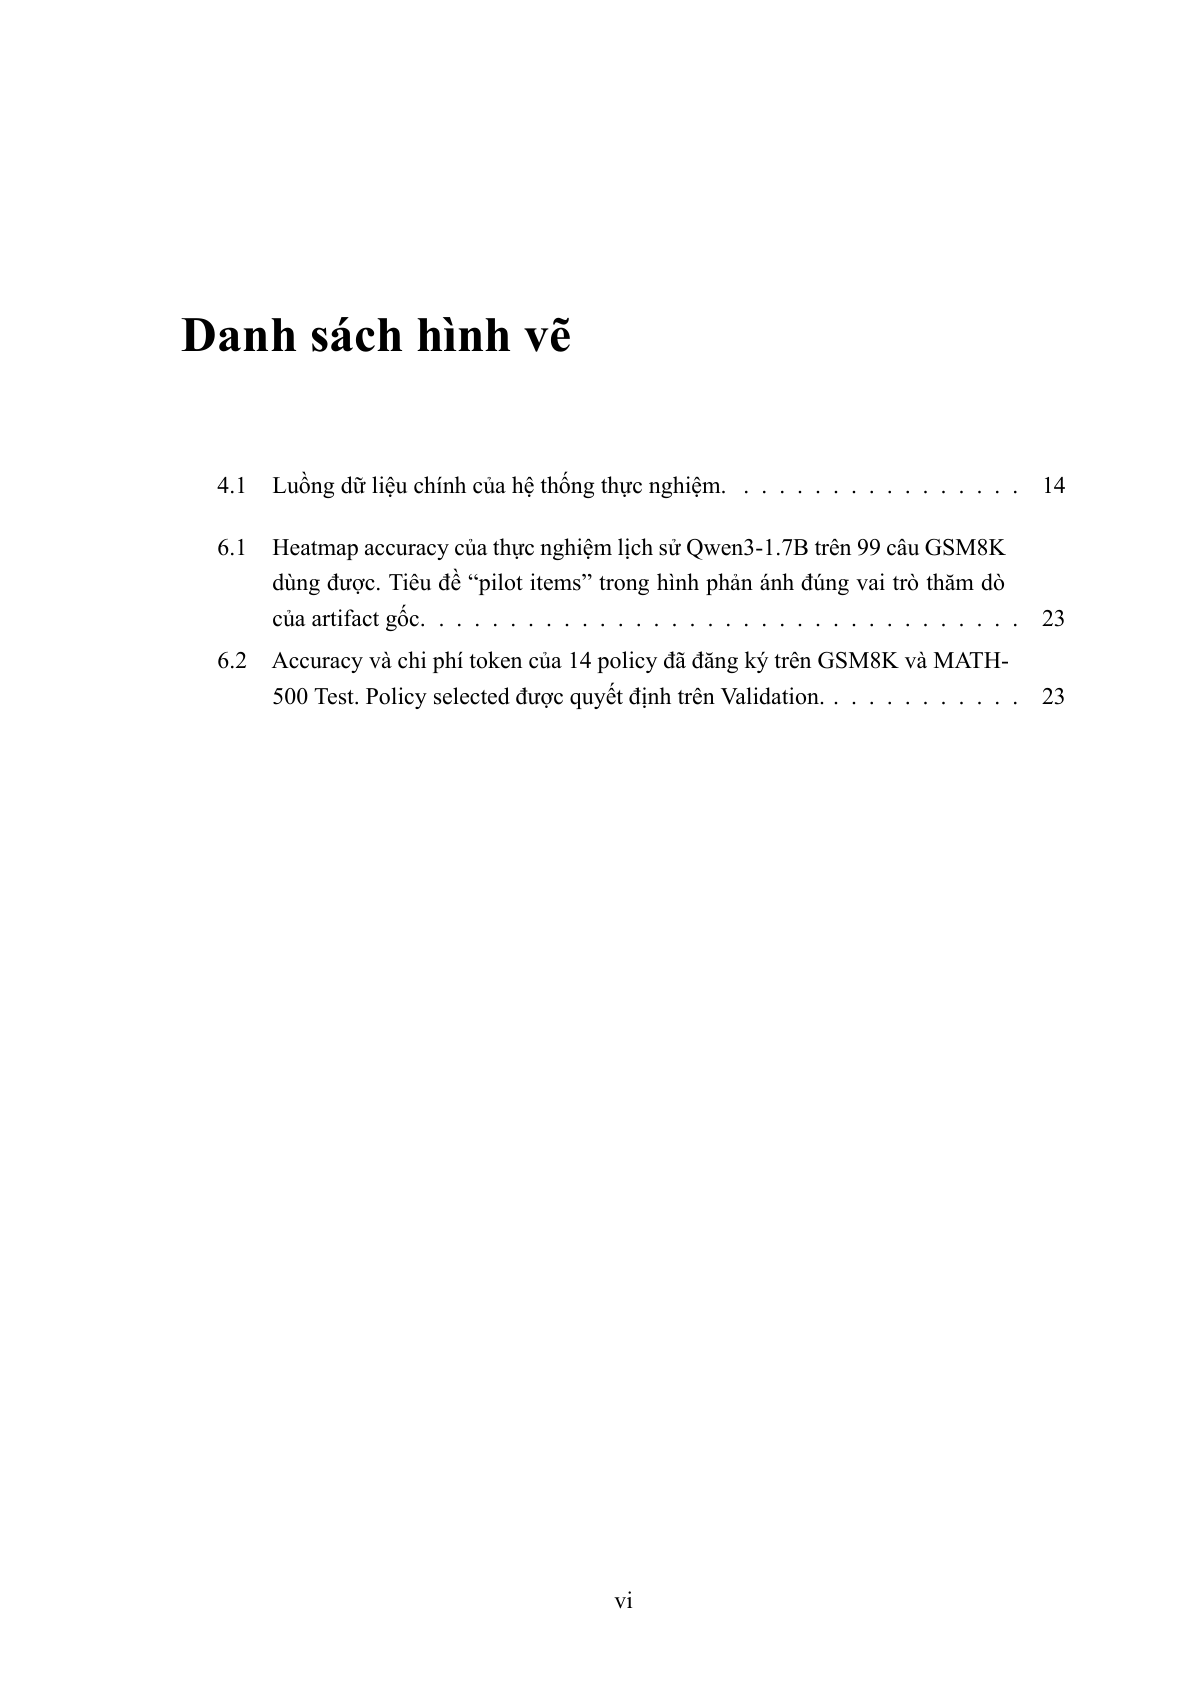 Danh sách hình vẽ
4.1 Luồng dữ liệu chính của hệ thống thực nghiệm. . . . . . . . . . . . . . . . . 14
6.1 Heatmap accuracy của thực nghiệm lịch sử Qwen3-1.7B trên 99 câu GSM8K
dùng được. Tiêu đề “pilot items” trong hình phản ánh đúng vai trò thăm dò
của artifact gốc. . . . . . . . . . . . . . . . . . . . . . . . . . . . . . . . . . 23
6.2 Accuracy và chi phí token của 14 policy đã đăng ký trên GSM8K và MATH-
500 Test. Policy selected được quyết định trên Validation. . . . . . . . . . . . 23
vi